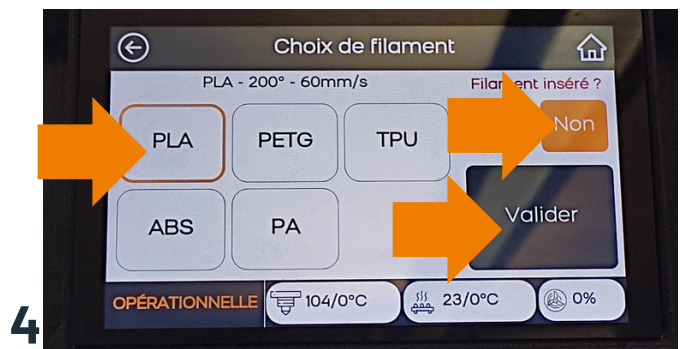 Choix de filament
PLA - 200° - 60mm/s
Filament inséré ?
PLA
PETG
TPU
Non
ABS
PA
Valider
OPÉRATIONNELLE
104/0°C
23/0°C
0%
4